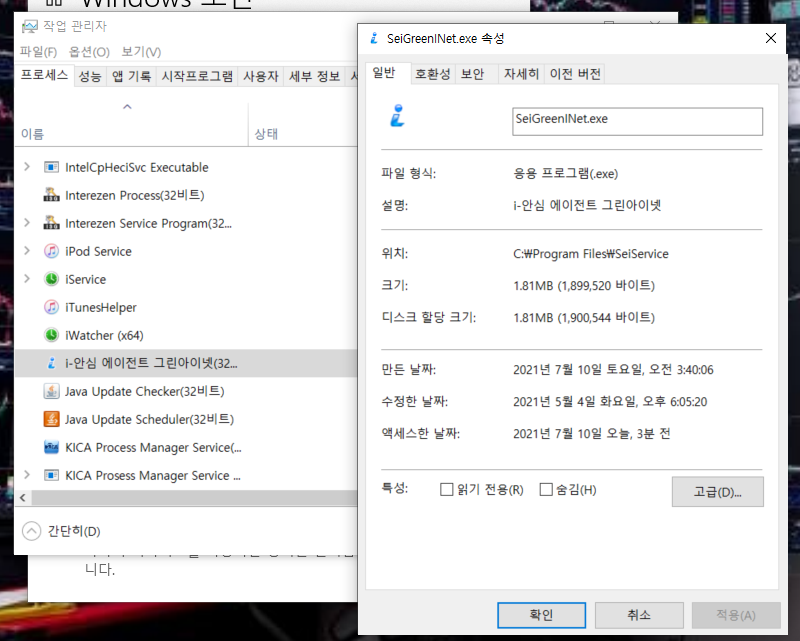 Windows 보안
작업 관리자
파일(F) 옵션(O) 보기(V)
프로세스 성능 앱 기록 시작프로그램 사용자 세부 정보
이름 상태
IntelCpHeciSvc Executable
Interezen Process(32비트)
Interezen Service Program(32...
iPod Service
iService
iTunesHelper
iWatcher (x64)
i-안심 에이전트 그린아이넷(32...
Java Update Checker(32비트)
Java Update Scheduler(32비트)
KICA Process Manager Service(...
KICA Prosess Manager Service ...
간단히(D)
니다.
SeiGreenINet.exe 속성
일반 호환성 보안 자세히 이전 버전
SeiGreenINet.exe
파일 형식: 응용 프로그램(.exe)
설명: i-안심 에이전트 그린아이넷
위치: C:₩Program Files₩SeiService
크기: 1.81MB (1,899,520 바이트)
디스크 할당 크기: 1.81MB (1,900,544 바이트)
만든 날짜: 2021년 7월 10일 토요일, 오전 3:40:06
수정한 날짜: 2021년 5월 4일 화요일, 오후 6:05:20
액세스한 날짜: 2021년 7월 10일 오늘, 3분 전
특성: 읽기 전용(R) 숨김(H) 고급(D)...
확인 취소 적용(A)